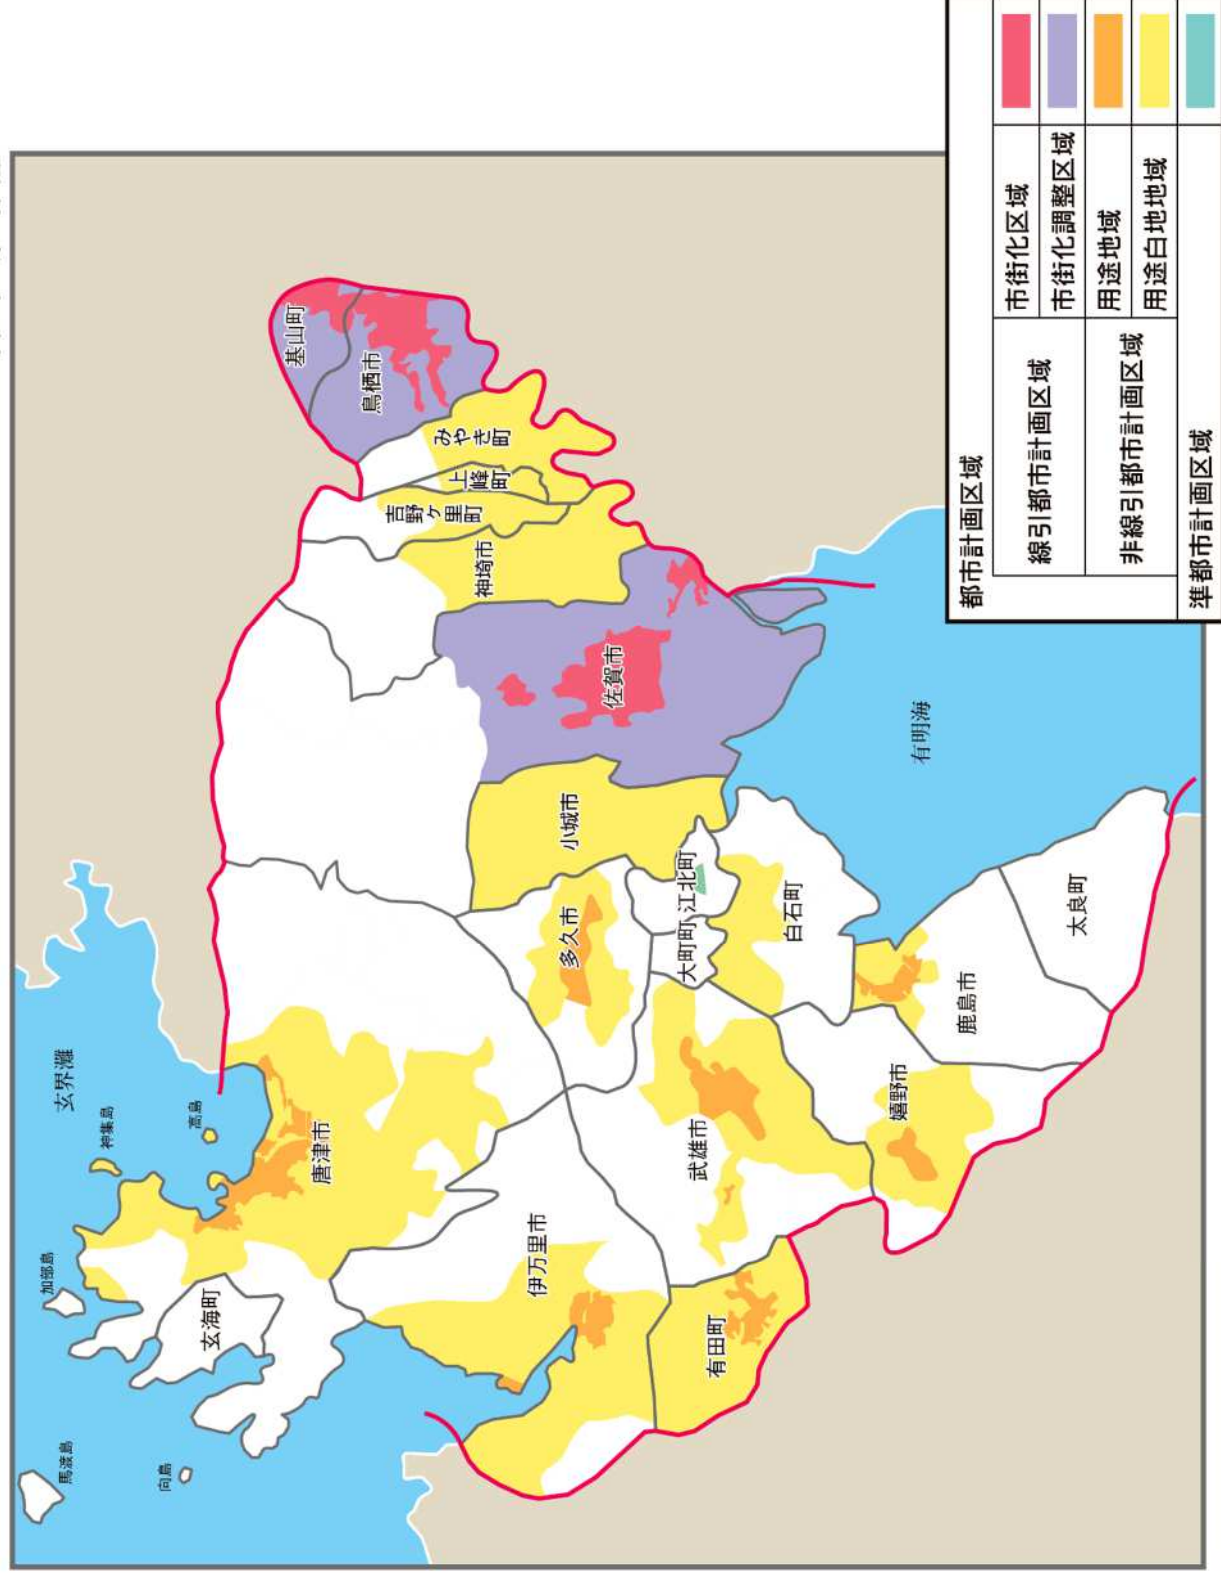 玄界灘
神集島
高島
加部島
馬渡島
向島
玄海町
唐津市
伊万里市
有田町
武雄市
嬉野市
鹿島市
太良町
白石町
大町町
江北町
多久市
小城市
佐賀市
神埼市
吉野ヶ里町
上峰町
みやき町
鳥栖市
基山町
有明海
都市計画区域
線引都市計画区域
市街化区域
市街化調整区域
非線引都市計画区域
用途地域
用途白地地域
準都市計画区域